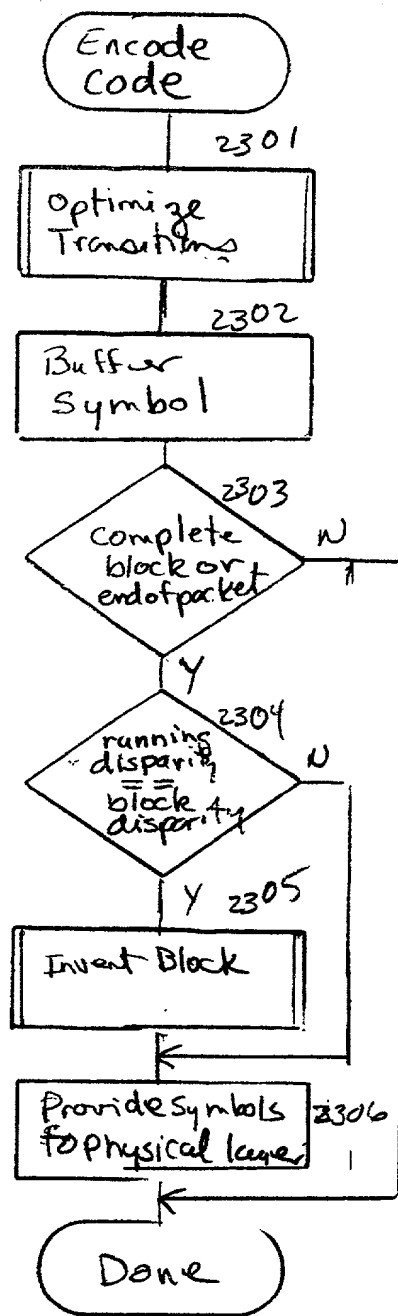 Encode
Code
2301
Optimize
Transitions
2302
Buffer
Symbol
2303
complete
block or
end of packet
N
Y
2304
running
disparity
==
block
disparity
N
Y
2305
Invent Block
Provide symbols
to physical layer
2306
Done